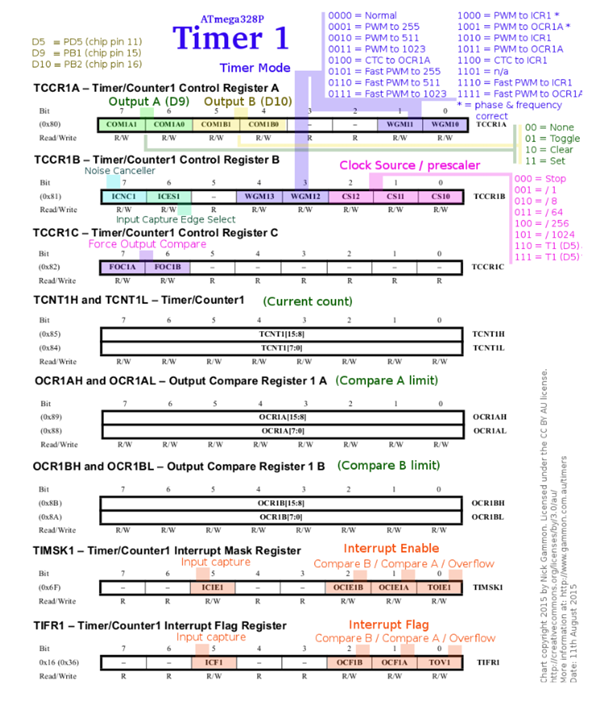 ATmega328P
Timer 1
Timer Mode
D5 = PD5 (chip pin 11)
D9 = PB1 (chip pin 15)
D10 = PB2 (chip pin 16)
0000 = Normal
0001 = PWM to 255
0010 = PWM to 511
0011 = PWM to 1023
0100 = CTC to OCR1A
0101 = Fast PWM to 255
0110 = Fast PWM to 511
0111 = Fast PWM to 1023
1000 = PWM to ICR1 *
1001 = PWM to OCR1A *
1010 = PWM to ICR1
1011 = PWM to OCR1A
1100 = CTC to ICR1
1101 = n/a
1110 = Fast PWM to ICR1
1111 = Fast PWM to OCR1A
* = phase & frequency
correct
TCCR1A – Timer/Counter1 Control Register A
Output A (D9) Output B (D10)
Bit 7 6 5 4 3 2 1 0
(0x80) COM1A1 COM1A0 COM1B1 COM1B0 – – WGM11 WGM10 TCCR1A
Read/Write R/W R/W R/W R/W R R R/W R/W
00 = None
01 = Toggle
10 = Clear
11 = Set
TCCR1B – Timer/Counter1 Control Register B
Noise Canceller
Clock Source / prescaler
Bit 7 6 5 4 3 2 1 0
(0x81) ICNC1 ICES1 – WGM13 WGM12 CS12 CS11 CS10 TCCR1B
Read/Write R/W R/W R R/W R/W R/W R/W R/W
Input Capture Edge Select
000 = Stop
001 = / 1
010 = / 8
011 = / 64
100 = / 256
101 = / 1024
110 = T1 (D5)
111 = T1 (D5)
TCCR1C – Timer/Counter1 Control Register C
Force Output Compare
Bit 7 6 5 4 3 2 1 0
(0x82) FOC1A FOC1B – – – – – – TCCR1C
Read/Write R/W R/W R R R R R R
TCNT1H and TCNT1L – Timer/Counter1 (Current count)
Bit 7 6 5 4 3 2 1 0
(0x85) TCNT1[15:8] TCNT1H
(0x84) TCNT1[7:0] TCNT1L
Read/Write R/W R/W R/W R/W R/W R/W R/W R/W
OCR1AH and OCR1AL – Output Compare Register 1 A (Compare A limit)
Bit 7 6 5 4 3 2 1 0
(0x89) OCR1A[15:8] OCR1AH
(0x88) OCR1A[7:0] OCR1AL
Read/Write R/W R/W R/W R/W R/W R/W R/W R/W
OCR1BH and OCR1BL – Output Compare Register 1 B (Compare B limit)
Bit 7 6 5 4 3 2 1 0
(0x8B) OCR1B[15:8] OCR1BH
(0x8A) OCR1B[7:0] OCR1BL
Read/Write R/W R/W R/W R/W R/W R/W R/W R/W
TIMSK1 – Timer/Counter1 Interrupt Mask Register
Interrupt Enable
Input capture
Compare B / Compare A / Overflow
Bit 7 6 5 4 3 2 1 0
(0x6F) – – ICIE1 – – OCIE1B OCIE1A TOIE1 TIMSK1
Read/Write R R R/W R R R/W R/W R/W
TIFR1 – Timer/Counter1 Interrupt Flag Register
Interrupt Flag
Input capture
Compare B / Compare A / Overflow
Bit 7 6 5 4 3 2 1 0
0x16 (0x36) – – ICF1 – – OCF1B OCF1A TOV1 TIFR1
Read/Write R R R/W R R R/W R/W R/W
Chart copyright 2015 by Nick Gammon. Licensed under the CC BY AU license.
http://creativecommons.org/licenses/by/3.0/au/
More information at: http://www.gammon.com.au/timers
Date: 11th August 2015